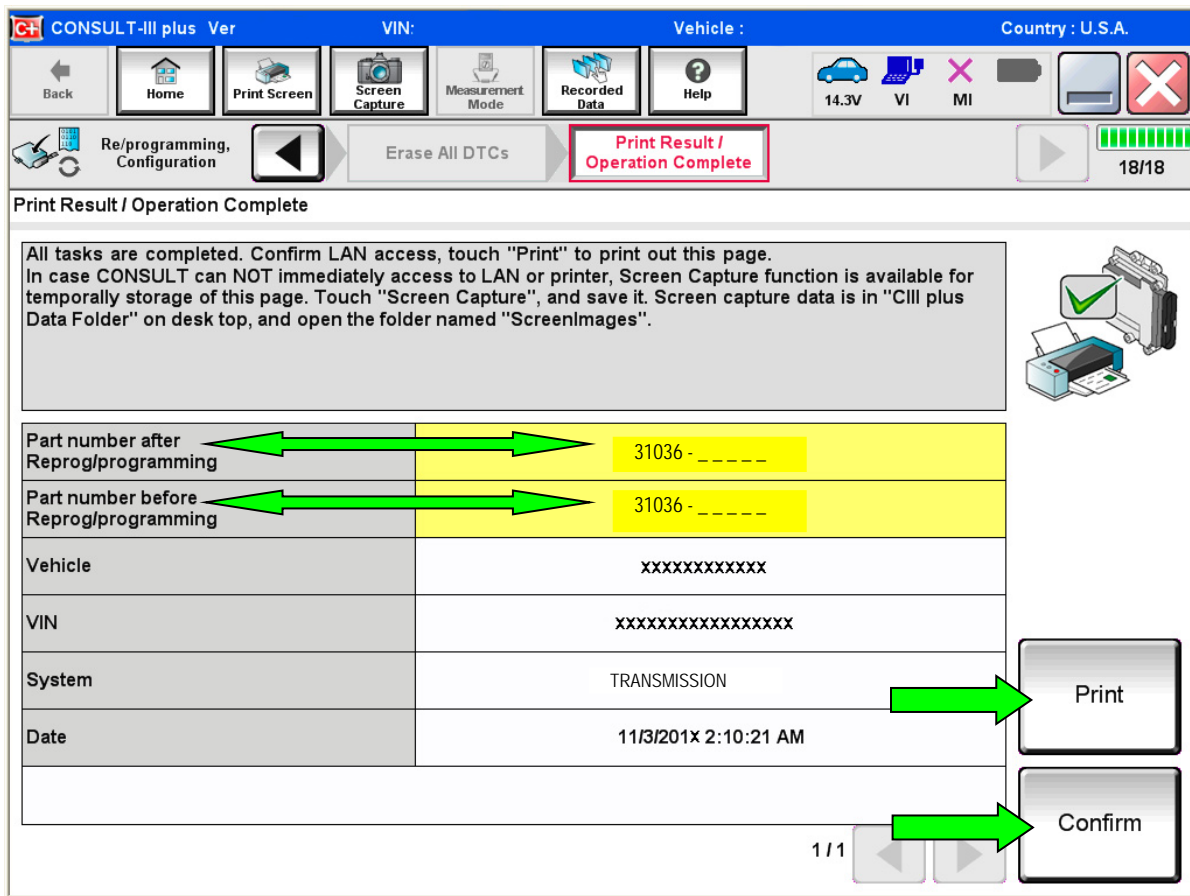 C+ CONSULT-III plus Ver VIN: Vehicle : Country : U.S.A.
Back
Home
Print Screen
Screen
Capture
Measurement
Mode
Recorded
Data
Help
14.3V VI MI
Re/programming,
Configuration
Erase All DTCs
Print Result /
Operation Complete
18/18
Print Result / Operation Complete
All tasks are completed. Confirm LAN access, touch "Print" to print out this page.
In case CONSULT can NOT immediately access to LAN or printer, Screen Capture function is available for
temporally storage of this page. Touch "Screen Capture", and save it. Screen capture data is in "CIII plus
Data Folder" on desk top, and open the folder named "ScreenImages".
Part number after
Reprog/programming
31036 - _ _ _ _ _
Part number before
Reprog/programming
31036 - _ _ _ _ _
Vehicle
xxxxxxxxxxxx
VIN
xxxxxxxxxxxxxxxxx
System
TRANSMISSION
Date
11/3/201X 2:10:21 AM
Print
Confirm
1 / 1